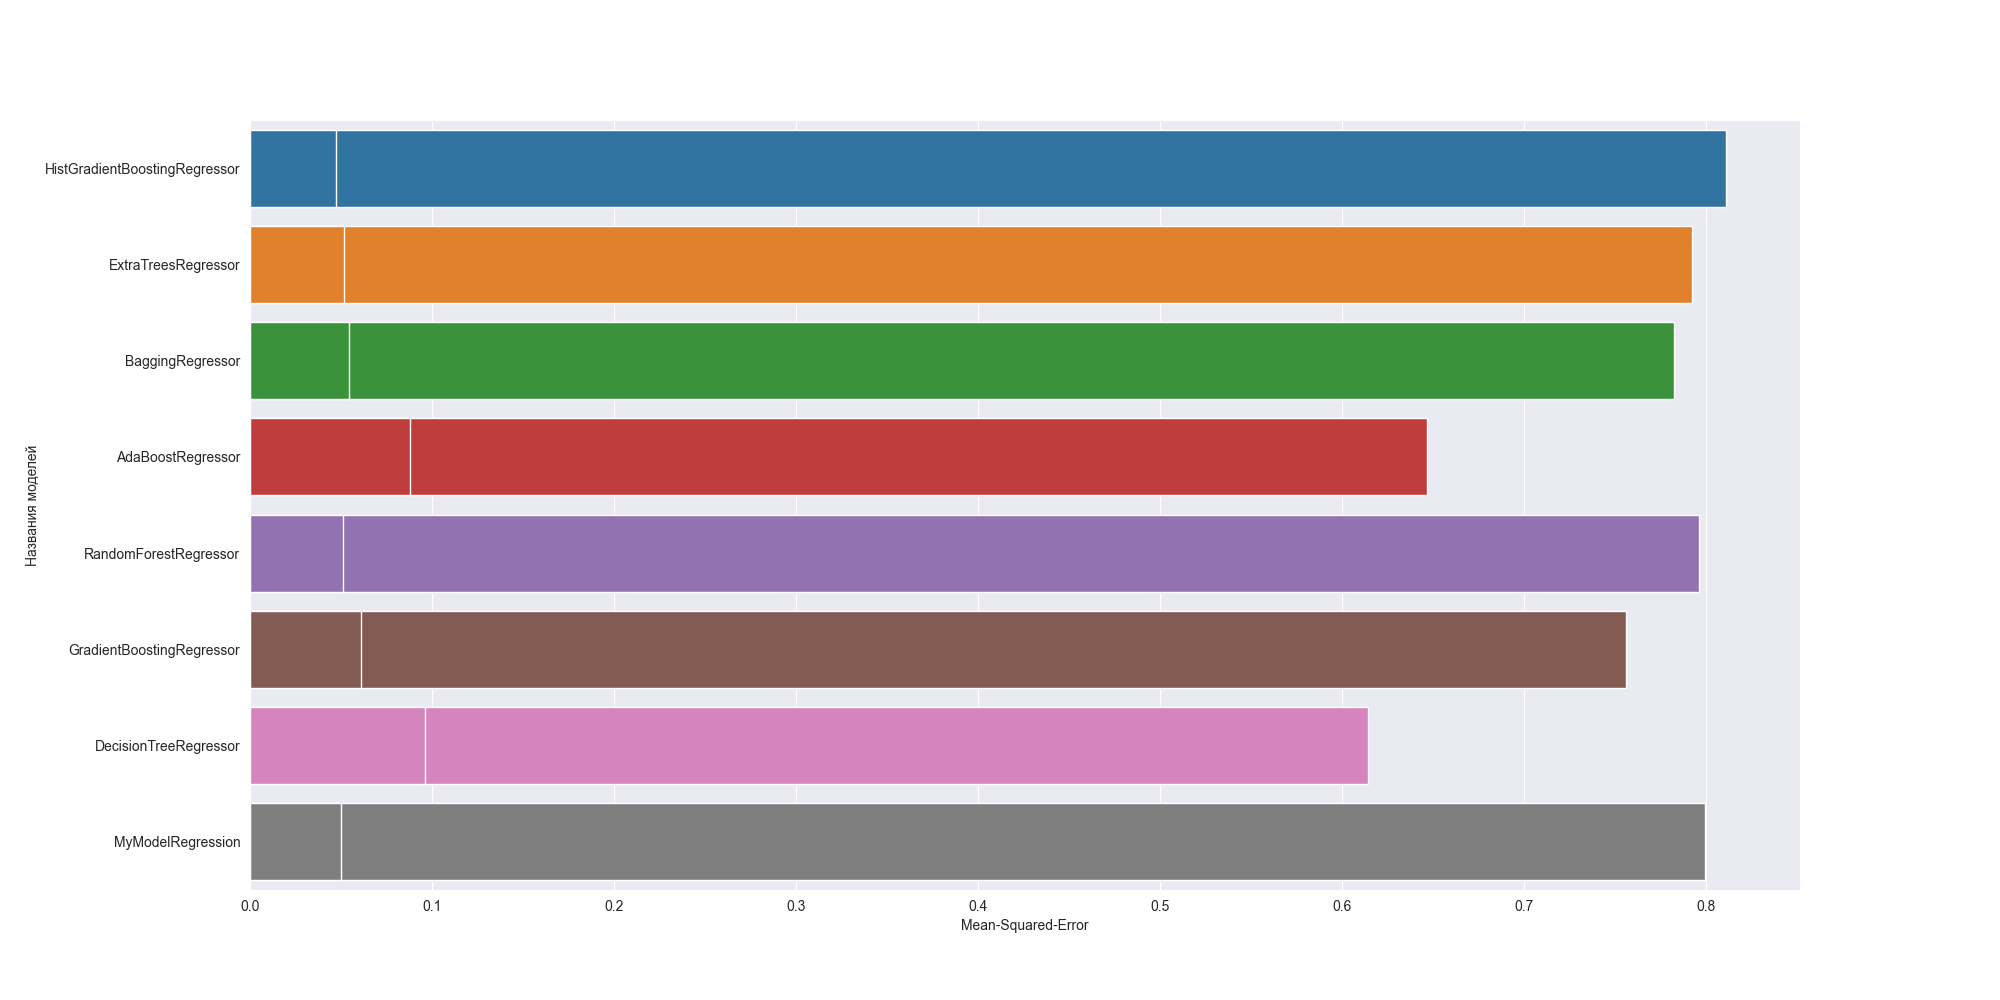 Названия моделей
HistGradientBoostingRegressor
ExtraTreesRegressor
BaggingRegressor
AdaBoostRegressor
RandomForestRegressor
GradientBoostingRegressor
DecisionTreeRegressor
MyModelRegression
0.0 0.1 0.2 0.3 0.4 0.5 0.6 0.7 0.8
Mean-Squared-Error